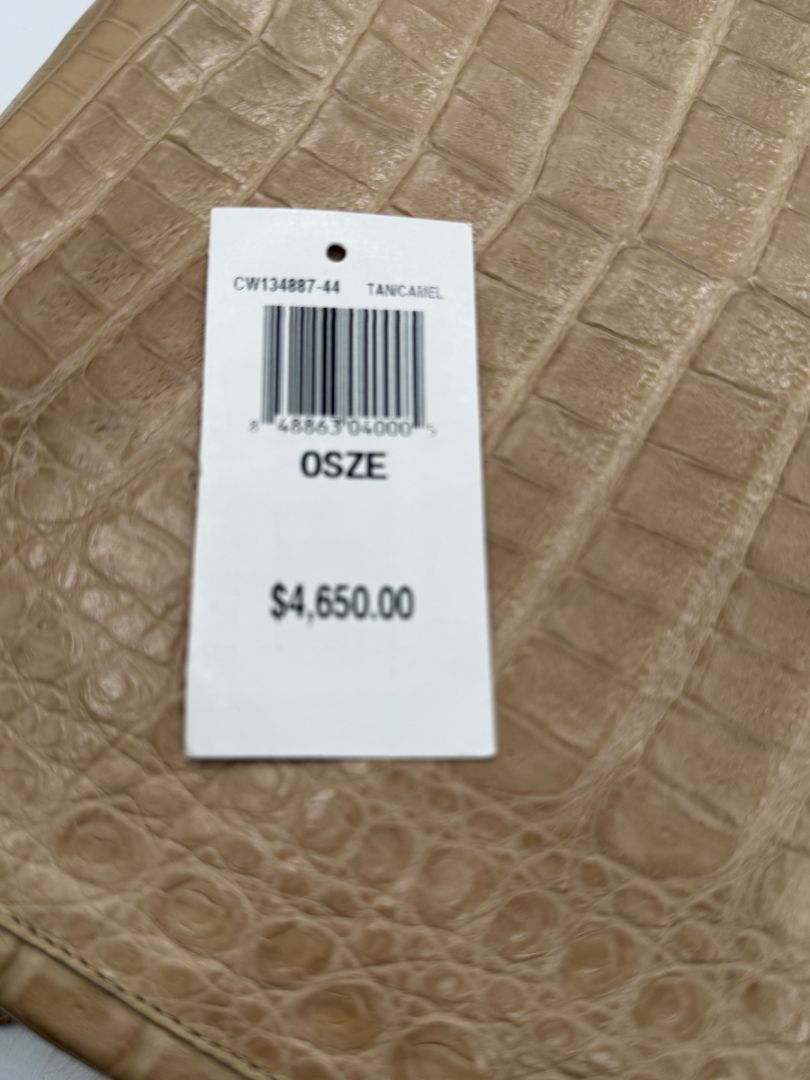 CW134887-44 TAN/CAMEL
8 48863 04000 5
OSZE
$4,650.00